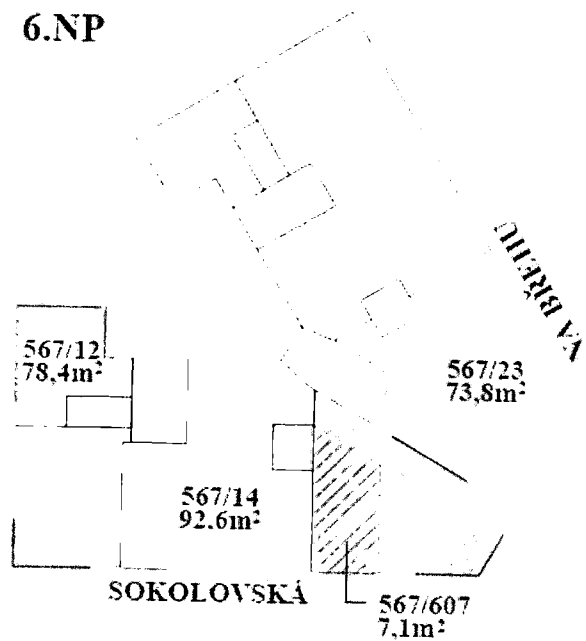 6.NP
NA BŘEHU
567/12
78,4m²
567/23
73,8m²
567/14
92,6m²
SOKOLOVSKÁ
567/607
7,1m²